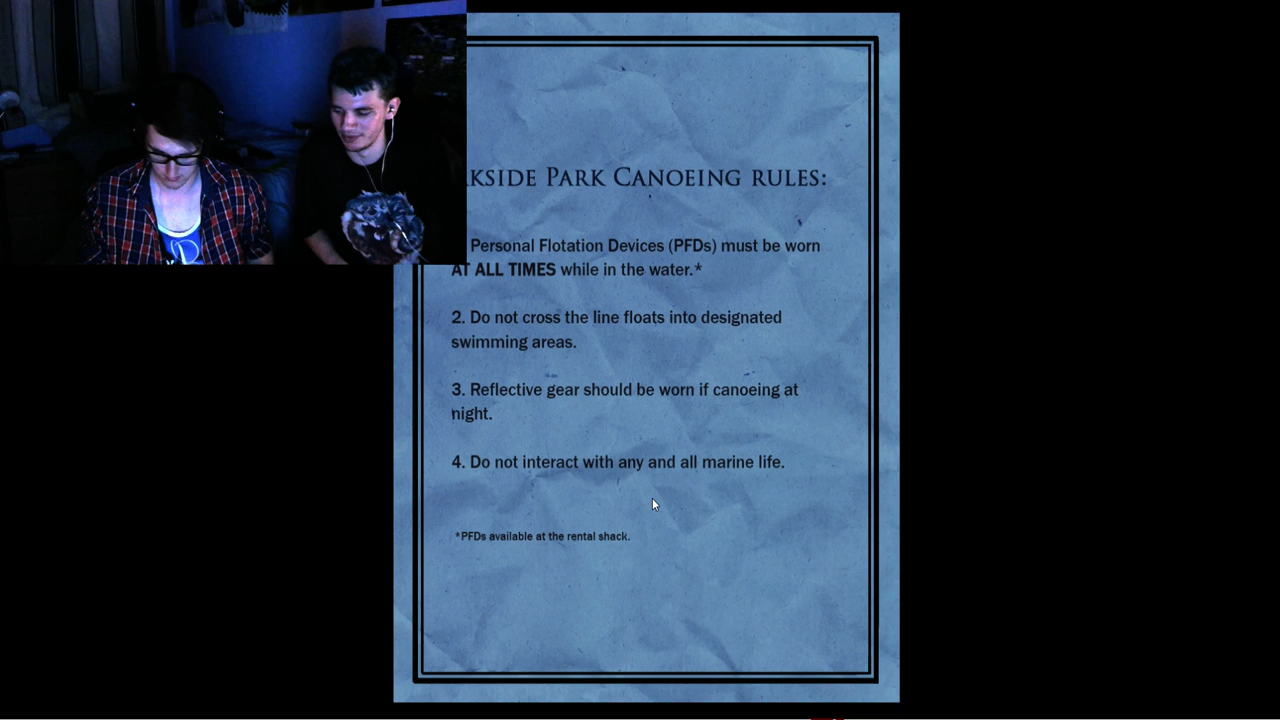 PARK CANOEING RULES:
Personal Flotation Devices (PFDs) must be worn
AT ALL TIMES while in the water.*
2. Do not cross the line floats into designated
swimming areas.
3. Reflective gear should be worn if canoeing at
night.
4. Do not interact with any and all marine life.
*PFDs available at the rental shack.